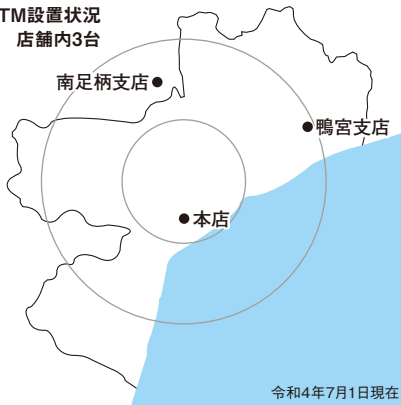 TM設置状況
店舗内3台
南足柄支店
鴨宮支店
本店
令和4年7月1日現在